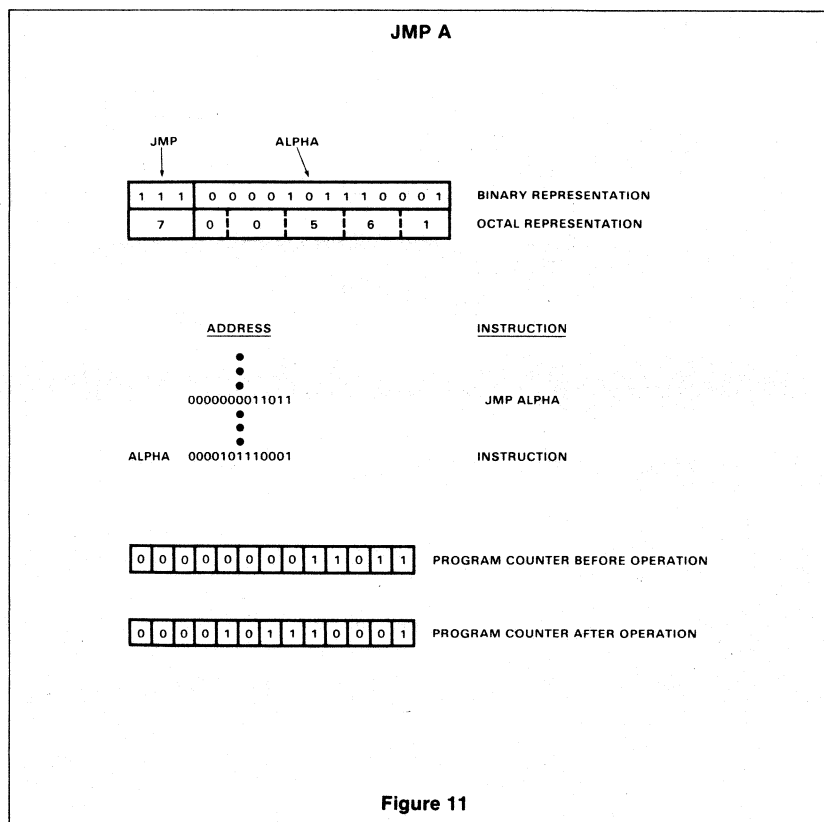 JMP A
JMP ALPHA
1 1 1 0 0 0 0 1 0 1 1 1 0 0 0 1 BINARY REPRESENTATION
7 0 0 5 6 1 OCTAL REPRESENTATION
ADDRESS INSTRUCTION
0000000011011 JMP ALPHA
ALPHA 0000101110001 INSTRUCTION
0 0 0 0 0 0 0 0 1 1 0 1 1 PROGRAM COUNTER BEFORE OPERATION
0 0 0 0 1 0 1 1 1 0 0 0 1 PROGRAM COUNTER AFTER OPERATION
Figure 11